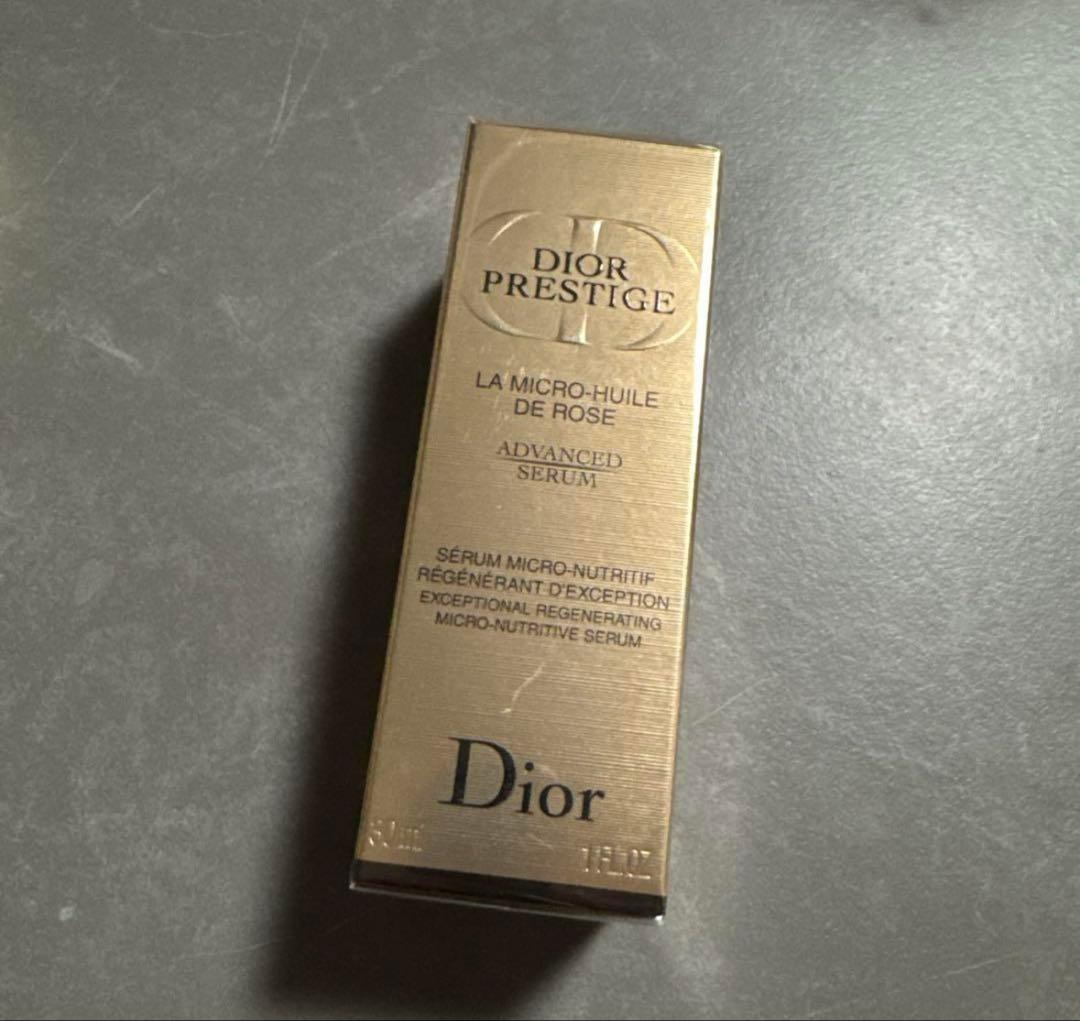 DIOR
PRESTIGE
LA MICRO-HUILE
DE ROSE
ADVANCED
SERUM
SÉRUM MICRO-NUTRITIF
RÉGÉNÉRANT D'EXCEPTION
EXCEPTIONAL REGENERATING
MICRO-NUTRITIVE SERUM
Dior
30 ml
1 FL.OZ